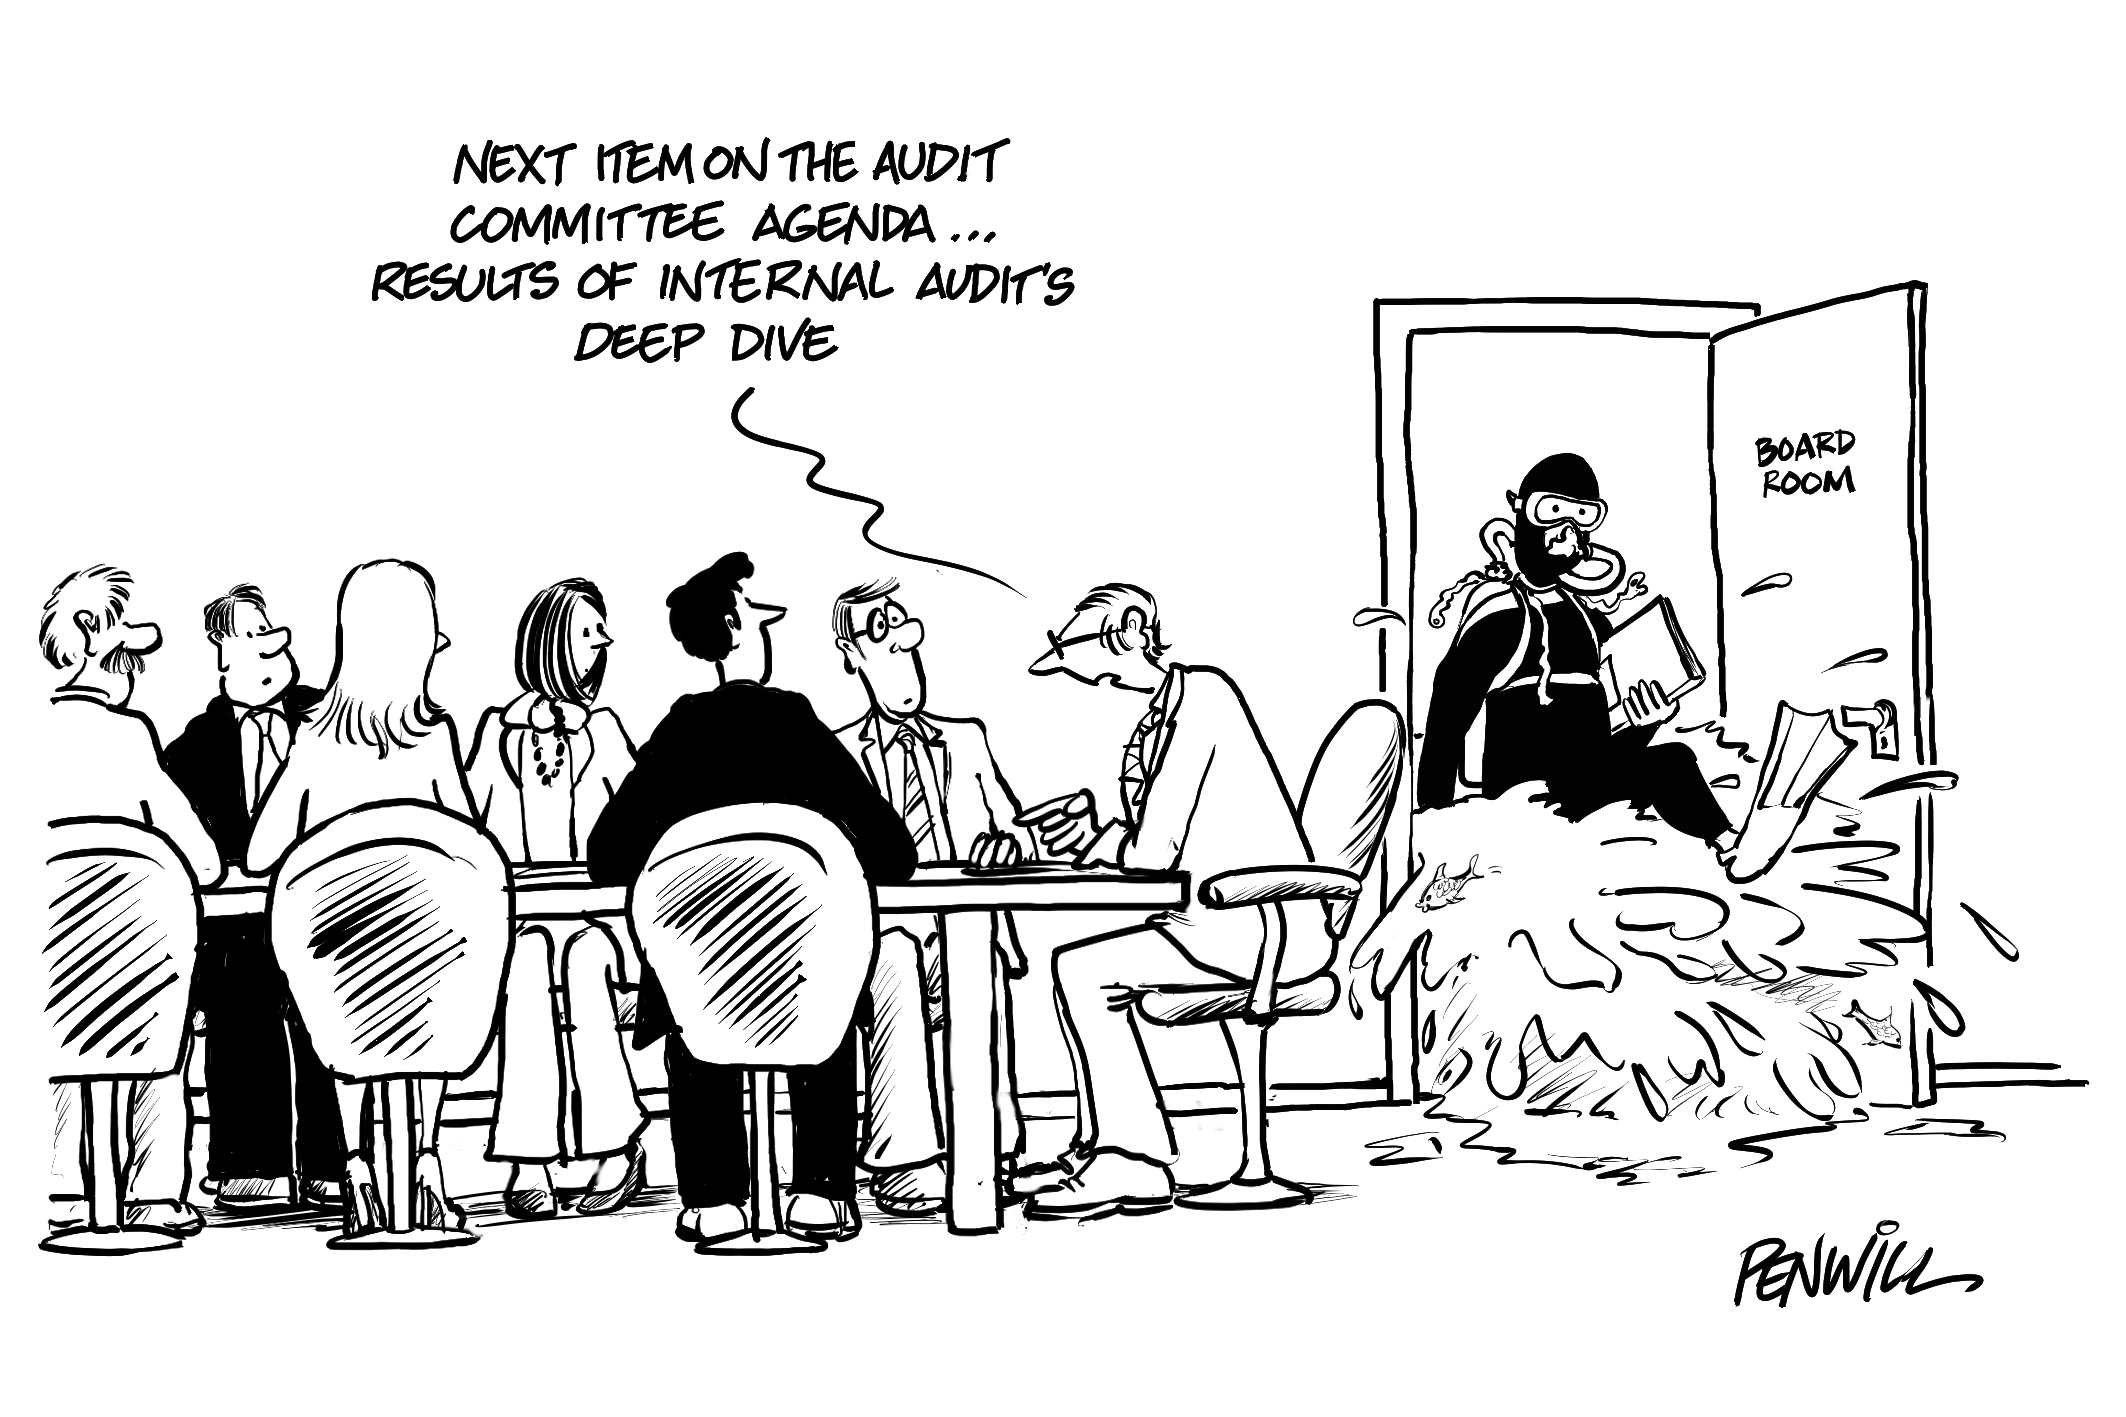 NEXT ITEM ON THE AUDIT
COMMITTEE AGENDA...
RESULTS OF INTERNAL AUDIT'S
DEEP DIVE
BOARD
ROOM
PENWILL